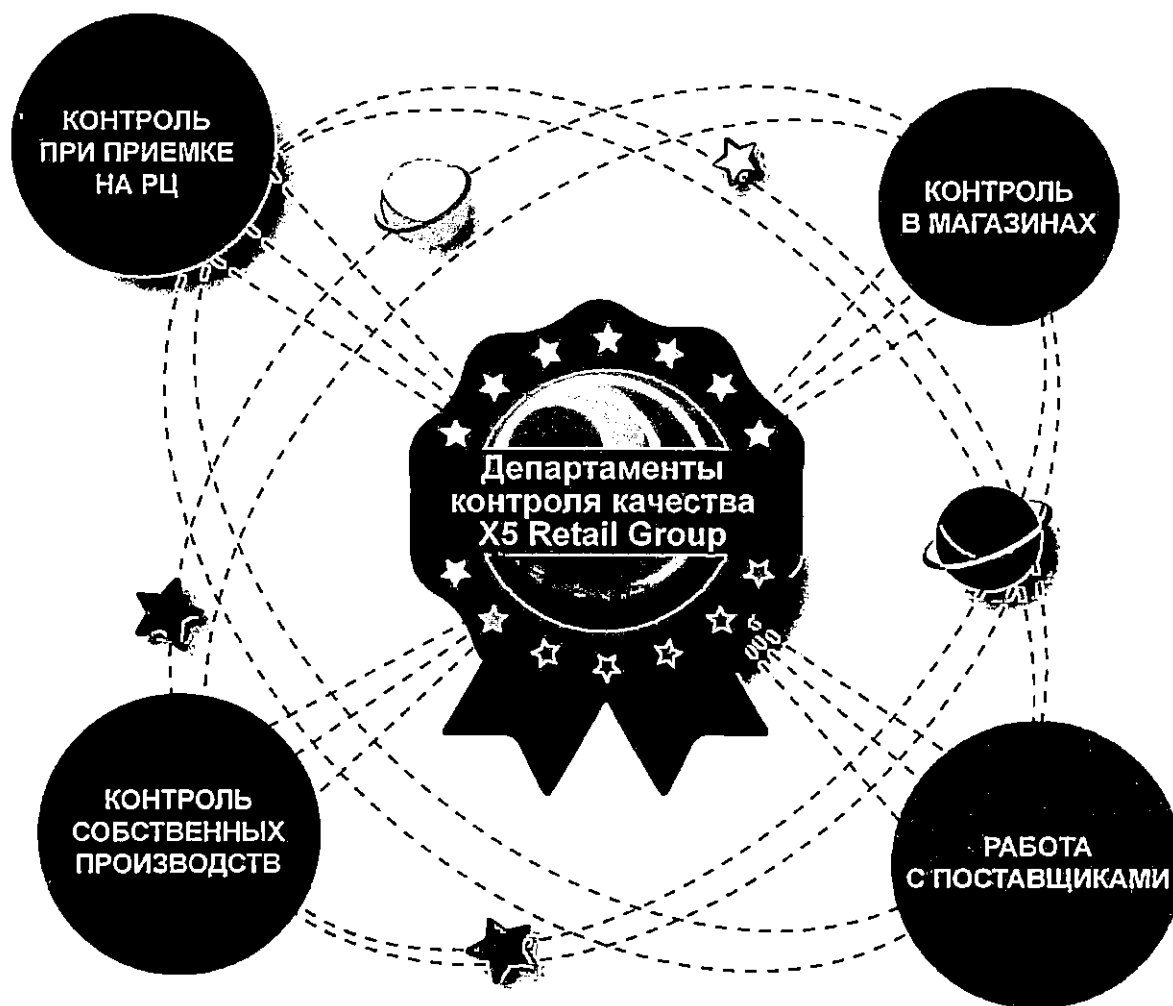 КОНТРОЛЬ
ПРИ ПРИЕМКЕ
НА РЦ
КОНТРОЛЬ
В МАГАЗИНАХ
Департаменты
контроля качества
X5 Retail Group
КОНТРОЛЬ
СОБСТВЕННЫХ
ПРОИЗВОДСТВ
РАБОТА
С ПОСТАВЩИКАМИ